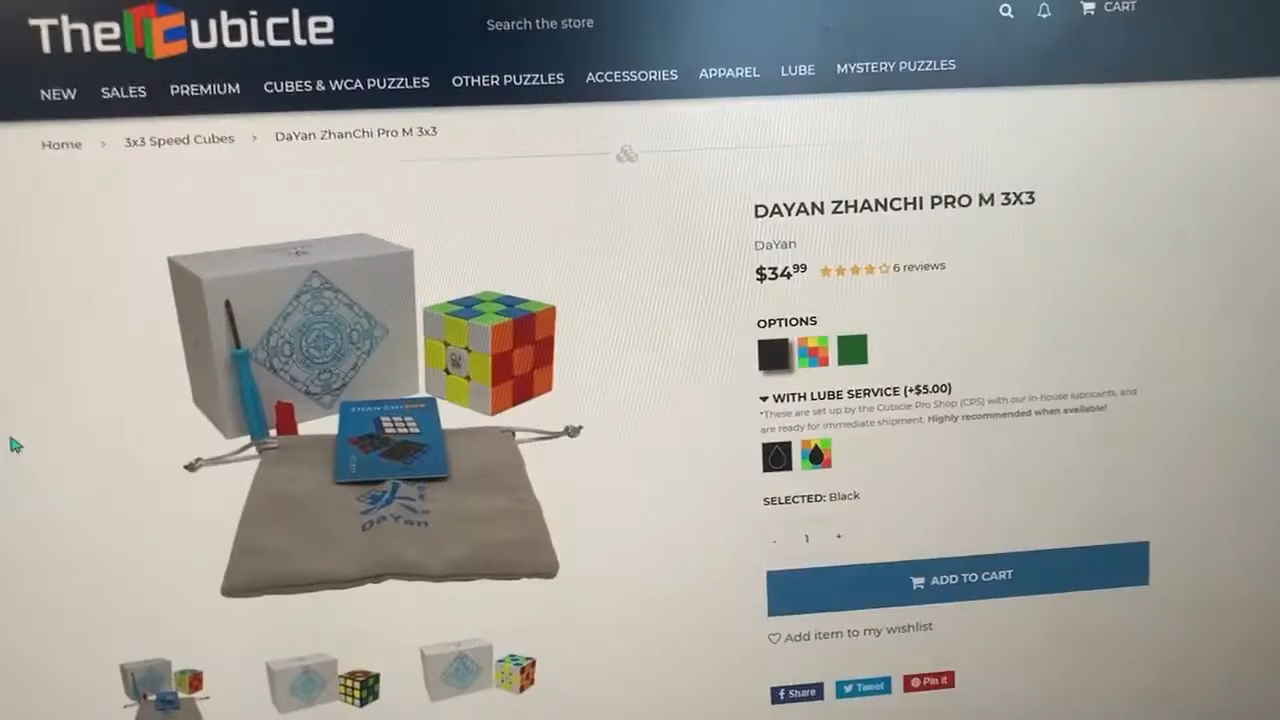 TheCubicle
Search the store
CART
NEW SALES PREMIUM CUBES & WCA PUZZLES OTHER PUZZLES ACCESSORIES APPAREL LUBE MYSTERY PUZZLES
Home > 3x3 Speed Cubes > DaYan ZhanChi Pro M 3x3
DAYAN ZHANCHI PRO M 3X3
DaYan
$34.99 6 reviews
OPTIONS
WITH LUBE SERVICE (+$5.00)
*These are set up by the Cubicle Pro Shop (CPS) with our in-house lubricants, and
are ready for immediate shipment. Highly recommended when available!
SELECTED: Black
- 1 +
ADD TO CART
Add item to my wishlist
Share Tweet Pin it
ZHANCHI
DaYan